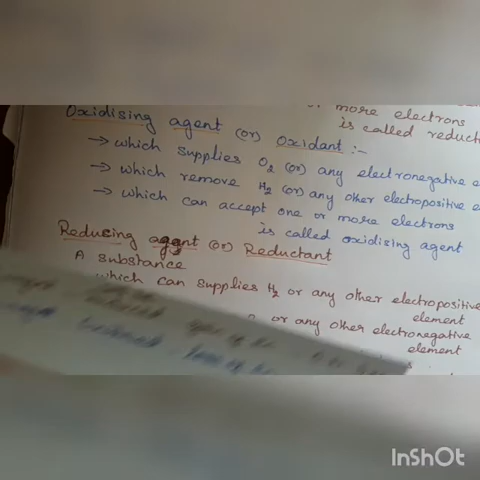 or more electrons
is called reduct
Oxidising agent (or) Oxidant :-
→ which supplies O2 (or) any electronegative e
→ which remove H2 (or) any other electropositive e
→ which can accept one or more electrons
is called oxidising agent
Reducing agent (or) Reductant
A substance
which can supplies H2 or any other electropositive
element
or any other electronegative
element
InShOt